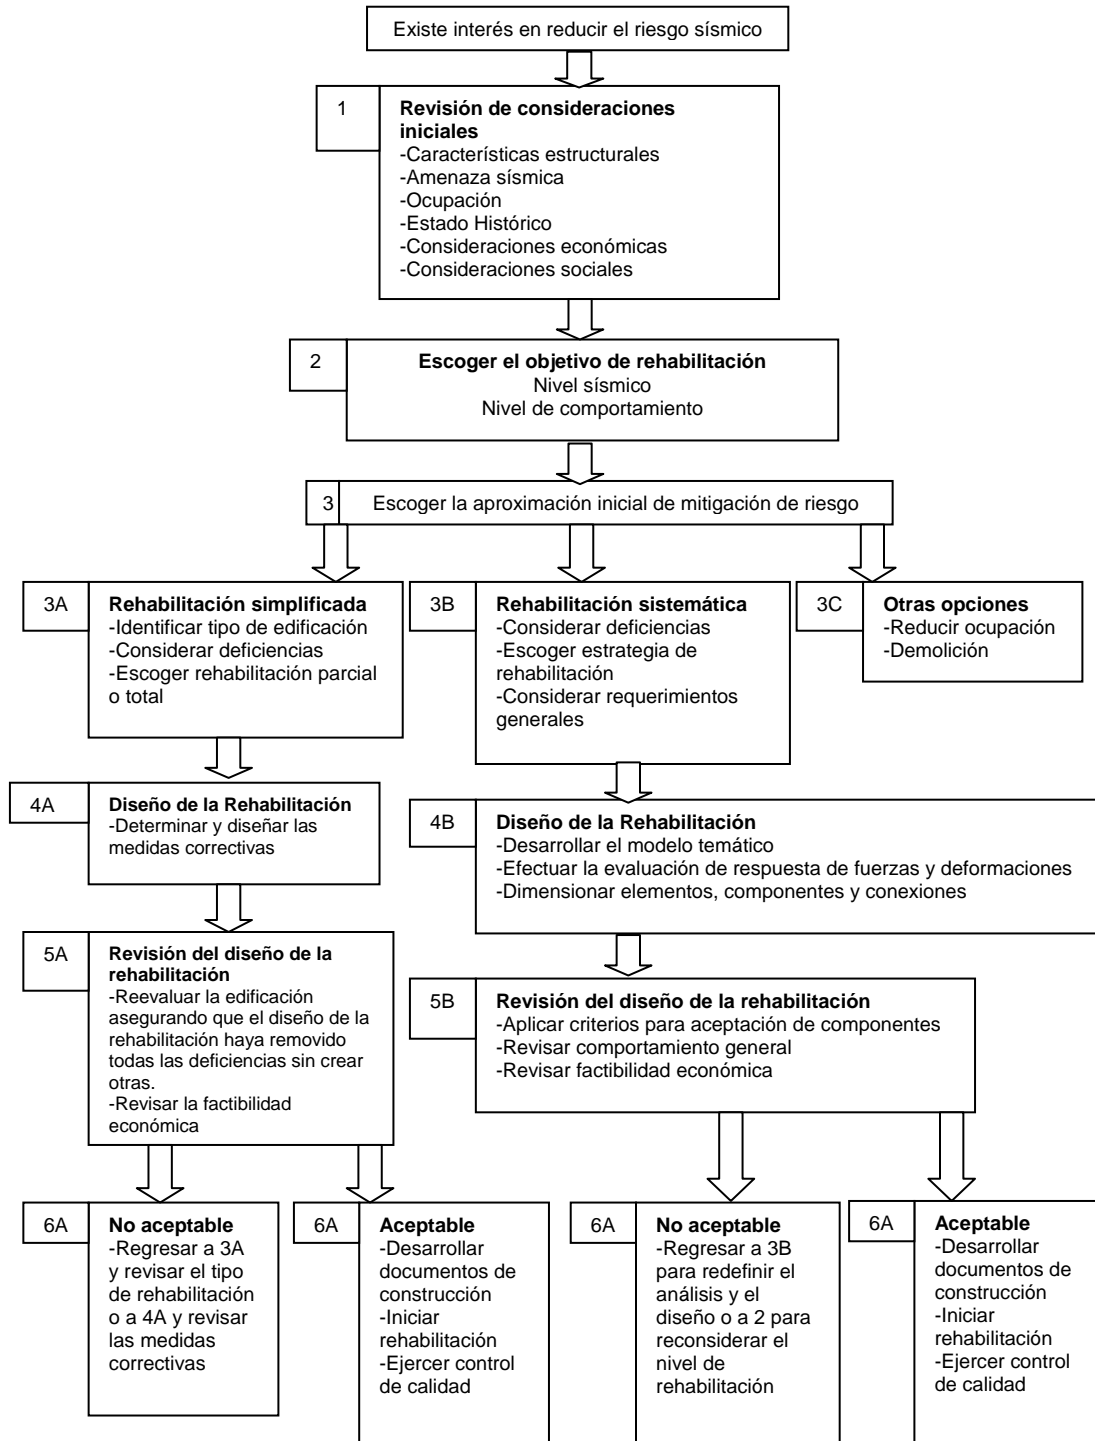 Existe interés en reducir el riesgo sísmico
1
Revisión de consideraciones
iniciales
-Características estructurales
-Amenaza sísmica
-Ocupación
-Estado Histórico
-Consideraciones económicas
-Consideraciones sociales
2
Escoger el objetivo de rehabilitación
Nivel sísmico
Nivel de comportamiento
3
Escoger la aproximación inicial de mitigación de riesgo
3A
Rehabilitación simplificada
-Identificar tipo de edificación
-Considerar deficiencias
-Escoger rehabilitación parcial
o total
3B
Rehabilitación sistemática
-Considerar deficiencias
-Escoger estrategia de
rehabilitación
-Considerar requerimientos
generales
3C
Otras opciones
-Reducir ocupación
-Demolición
4A
Diseño de la Rehabilitación
-Determinar y diseñar las
medidas correctivas
4B
Diseño de la Rehabilitación
-Desarrollar el modelo temático
-Efectuar la evaluación de respuesta de fuerzas y deformaciones
-Dimensionar elementos, componentes y conexiones
5A
Revisión del diseño de la
rehabilitación
-Reevaluar la edificación
asegurando que el diseño de la
rehabilitación haya removido
todas las deficiencias sin crear
otras.
-Revisar la factibilidad
económica
5B
Revisión del diseño de la rehabilitación
-Aplicar criterios para aceptación de componentes
-Revisar comportamiento general
-Revisar factibilidad económica
6A
No aceptable
-Regresar a 3A
y revisar el tipo
de rehabilitación
o a 4A y revisar
las medidas
correctivas
6A
Aceptable
-Desarrollar
documentos de
construcción
-Iniciar
rehabilitación
-Ejercer control
de calidad
6A
No aceptable
-Regresar a 3B
para redefinir el
análisis y el
diseño o a 2 para
reconsiderar el
nivel de
rehabilitación
6A
Aceptable
-Desarrollar
documentos de
construcción
-Iniciar
rehabilitación
-Ejercer control
de calidad